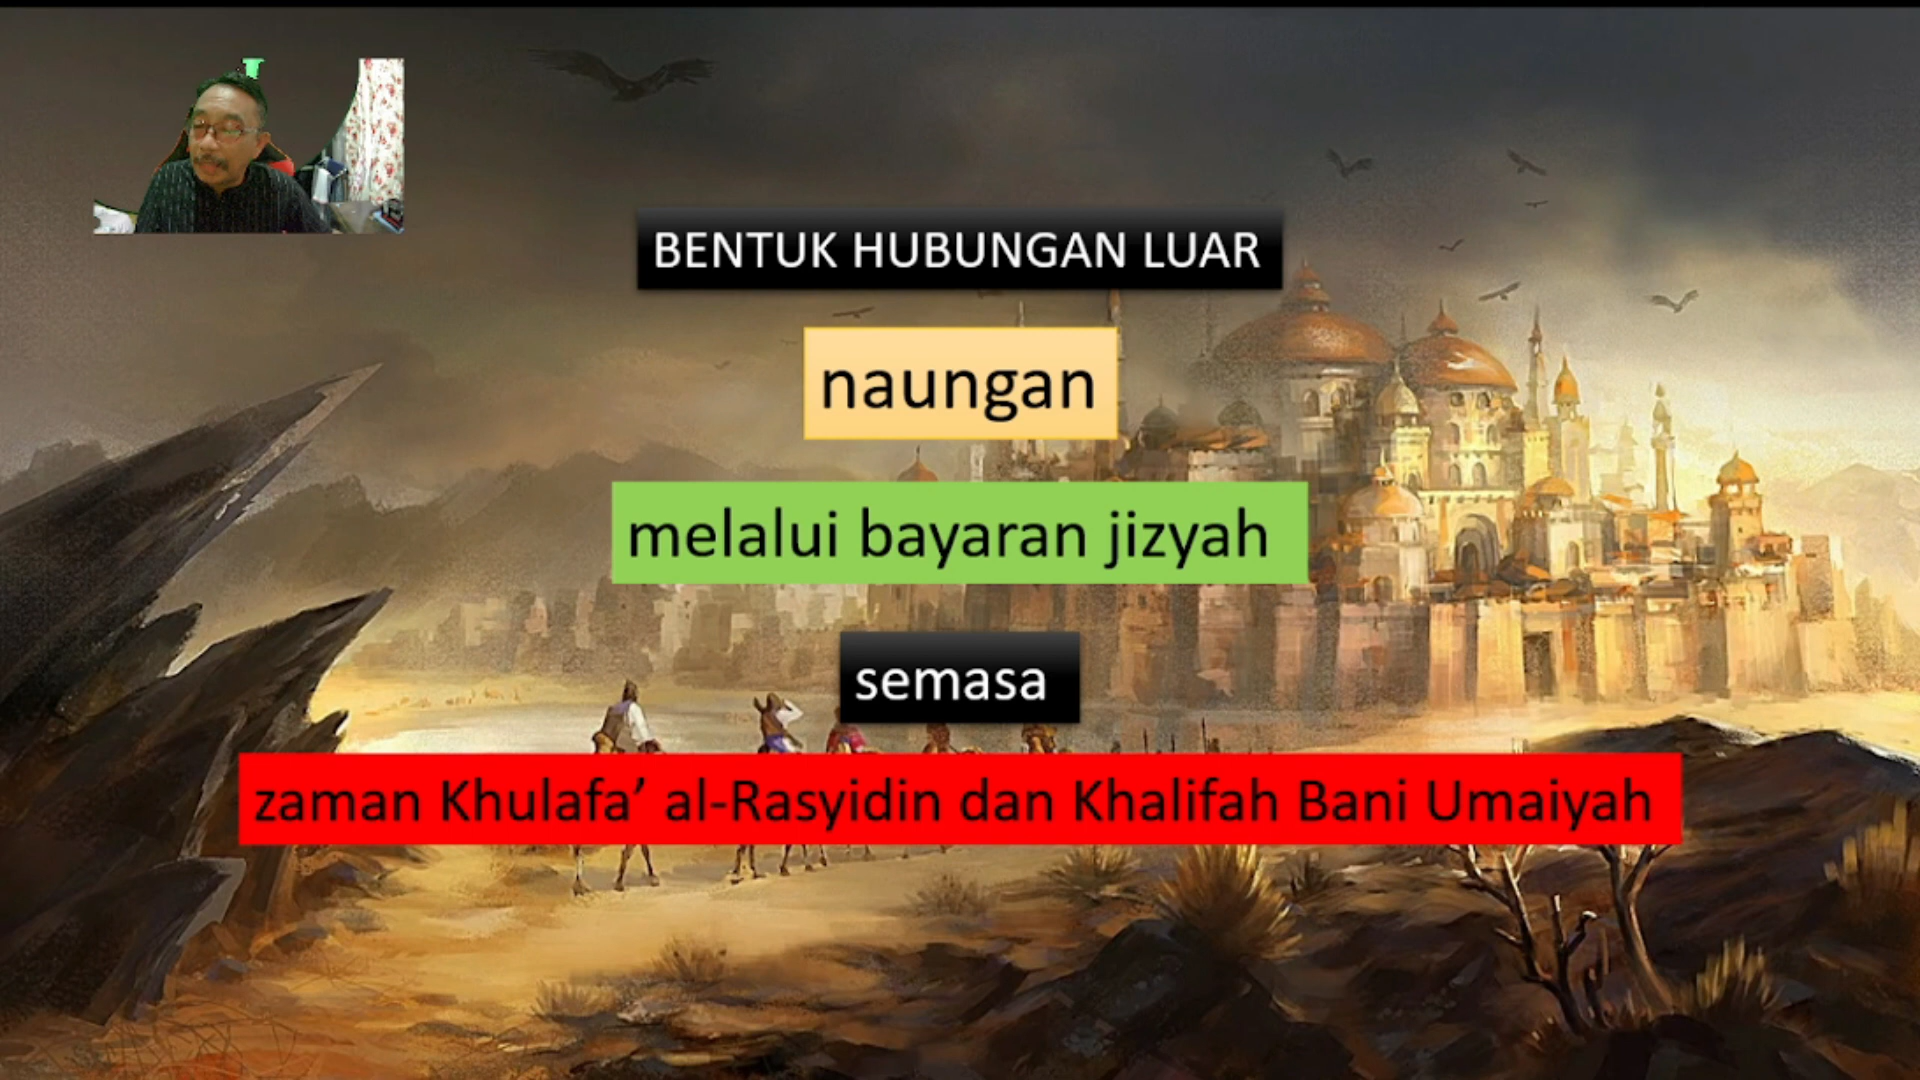 BENTUK HUBUNGAN LUAR
naungan
melalui bayaran jizyah
semasa
zaman Khulafa’ al-Rasyidin dan Khalifah Bani Umaiyah